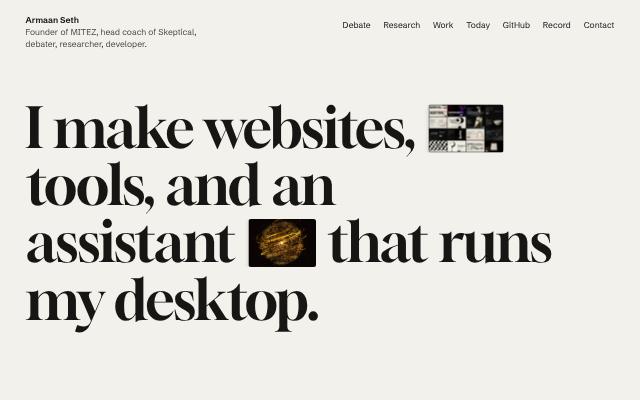 Armaan Seth
Founder of MITEZ, head coach of Skeptical,
debater, researcher, developer.
Debate Research Work Today GitHub Record Contact
I make websites,
tools, and an
assistant that runs
my desktop.